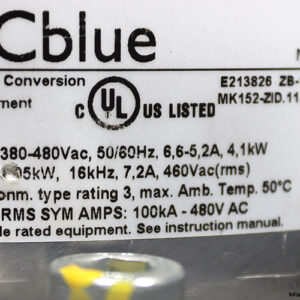 Cblue
Conversion
E213826 ZB-
ment
C UL US LISTED
MK152-ZID.11
380-480Vac, 50/60Hz, 6,6-5,2A, 4,1kW
05kW, 16kHz, 7,2A, 460Vac(rms)
onm. type rating 3, max. Amb. Temp. 50°C
RMS SYM AMPS: 100kA - 480V AC
le rated equipment. See instruction manual.